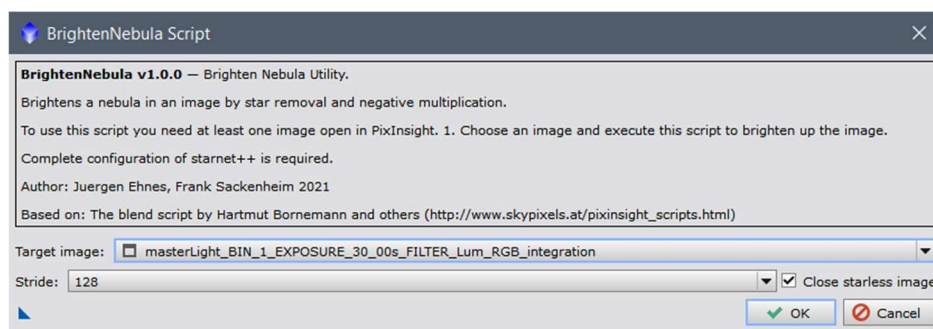 BrightenNebula Script
BrightenNebula v1.0.0 — Brighten Nebula Utility.
Brightens a nebula in an image by star removal and negative multiplication.
To use this script you need at least one image open in PixInsight. 1. Choose an image and execute this script to brighten up the image.
Complete configuration of starnet++ is required.
Author: Juergen Ehnes, Frank Sackenheim 2021
Based on: The blend script by Hartmut Bornemann and others (http://www.skypixels.at/pixinsight_scripts.html)
Target image: masterLight_BIN_1_EXPOSURE_30_00s_FILTER_Lum_RGB_integration
Stride: 128 Close starless image
OK Cancel